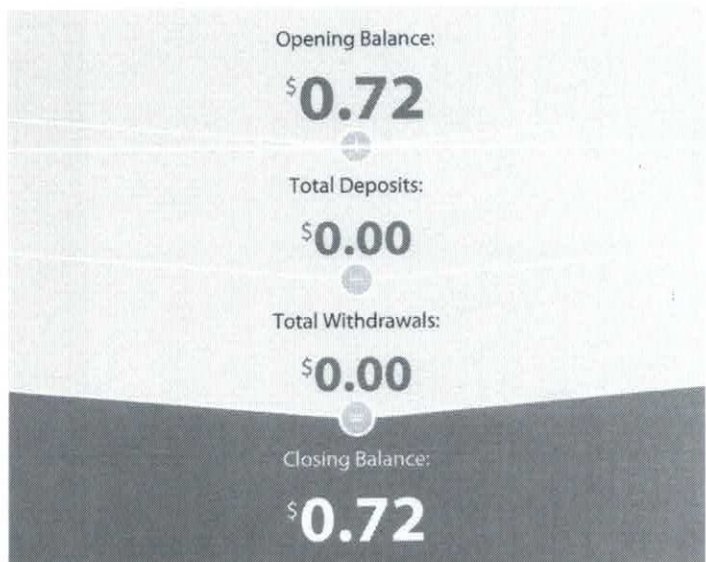 Opening Balance:
$0.72
+
Total Deposits:
$0.00
−
Total Withdrawals:
$0.00
=
Closing Balance:
$0.72